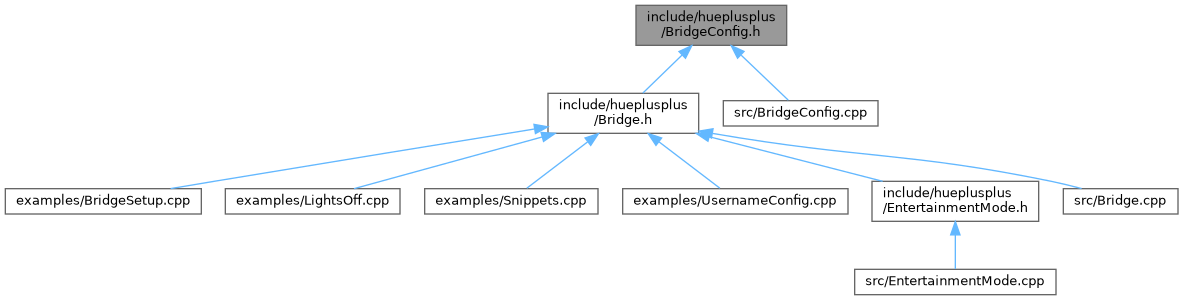 include/hueplusplus
/BridgeConfig.h
include/hueplusplus
/Bridge.h
src/BridgeConfig.cpp
examples/BridgeSetup.cpp
examples/LightsOff.cpp
examples/Snippets.cpp
examples/UsernameConfig.cpp
include/hueplusplus
/EntertainmentMode.h
src/Bridge.cpp
src/EntertainmentMode.cpp